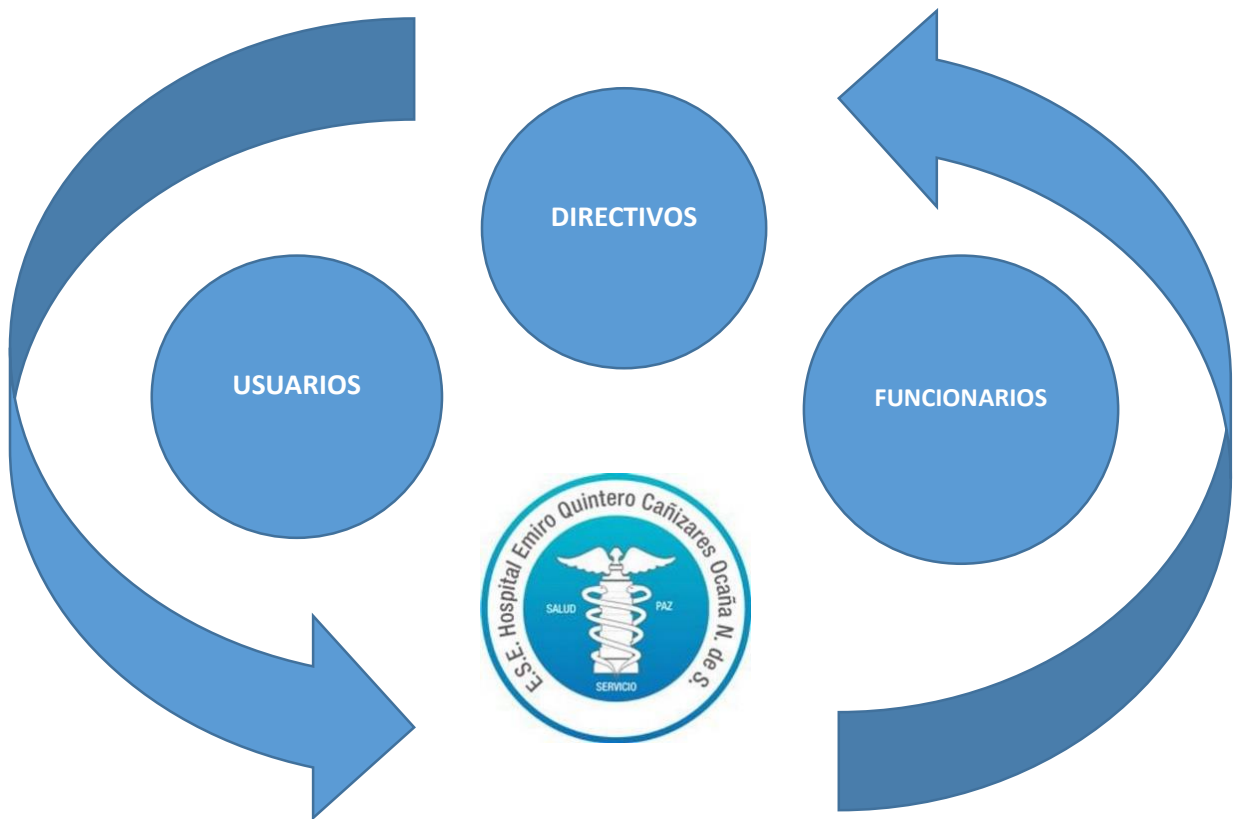 DIRECTIVOS
USUARIOS
FUNCIONARIOS
E.S.E. Hospital Emiro Quintero Cañizares Ocaña N. de S.
SALUD
PAZ
SERVICIO